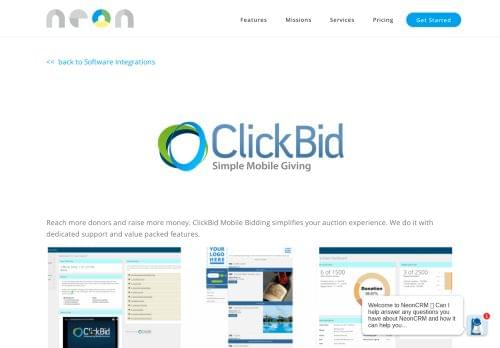 neon
Features Missions Services Pricing Get Started
<< back to Software Integrations
ClickBid
Simple Mobile Giving
Reach more donors and raise more money. ClickBid Mobile Bidding simplifies your auction experience. We do it with
dedicated support and value packed features.
YOUR
LOGO
HERE
6 of 1500
Donation
3 of 2500
ClickBid
Welcome to NeonCRM Can I
help answer any questions you
have about NeonCRM and how it
can help you...
1